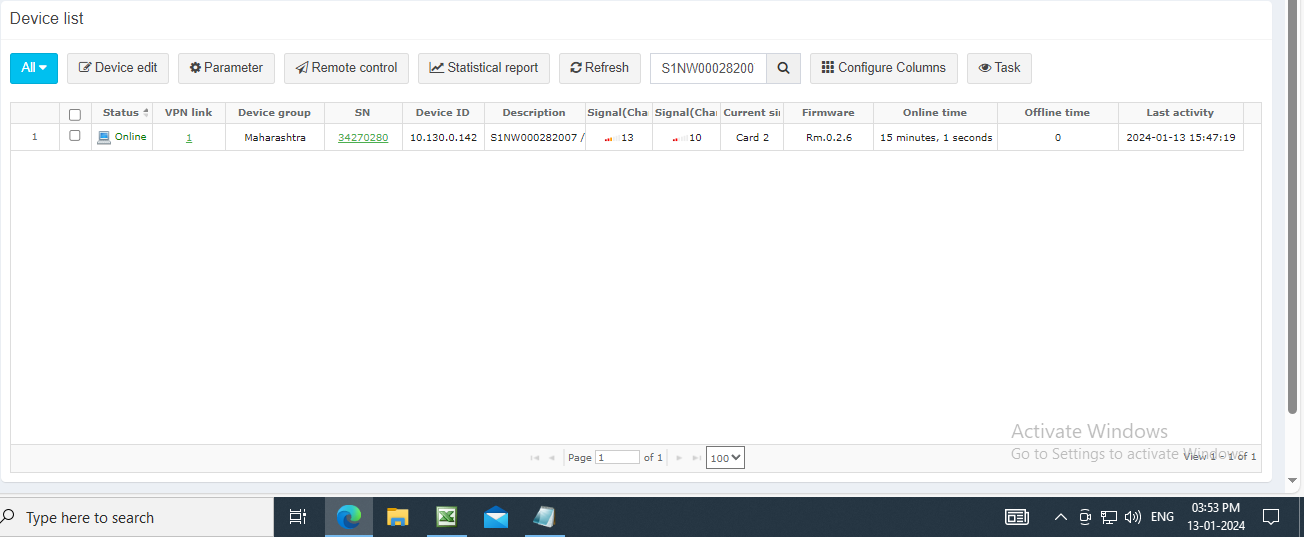 Device list
All Device edit Parameter Remote control Statistical report Refresh S1NW00028200 Configure Columns Task
Status VPN link Device group SN Device ID Description Signal(Cha Signal(Cha Current si Firmware Online time Offline time Last activity
1 Online 1 Maharashtra 34270280 10.130.0.142 S1NW000282007 / 13 10 Card 2 Rm.0.2.6 15 minutes, 1 seconds 0 2024-01-13 15:47:19
Activate Windows
Go to Settings to activate Windows.
Page 1 of 1 100 View 1 - 1 of 1
Type here to search ENG 03:53 PM
13-01-2024